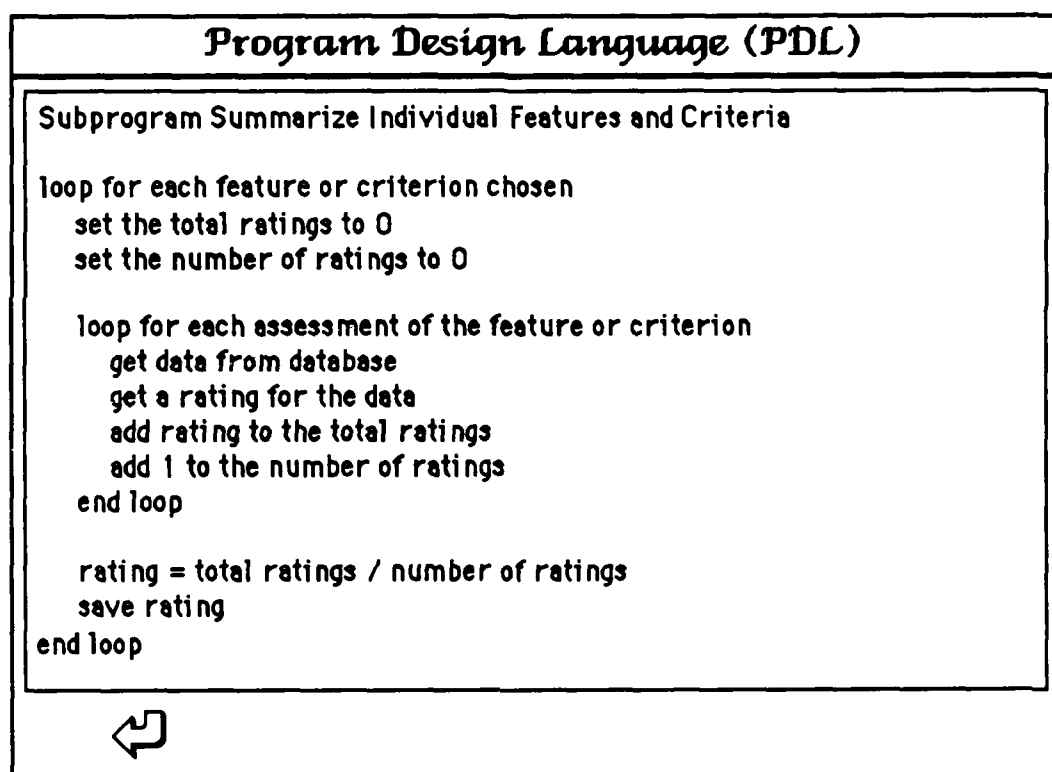 Program Design Language (PDL)
Subprogram Summarize Individual Features and Criteria
loop for each feature or criterion chosen
set the total ratings to 0
set the number of ratings to 0
loop for each assessment of the feature or criterion
get data from database
get a rating for the data
add rating to the total ratings
add 1 to the number of ratings
end loop
rating = total ratings / number of ratings
save rating
end loop